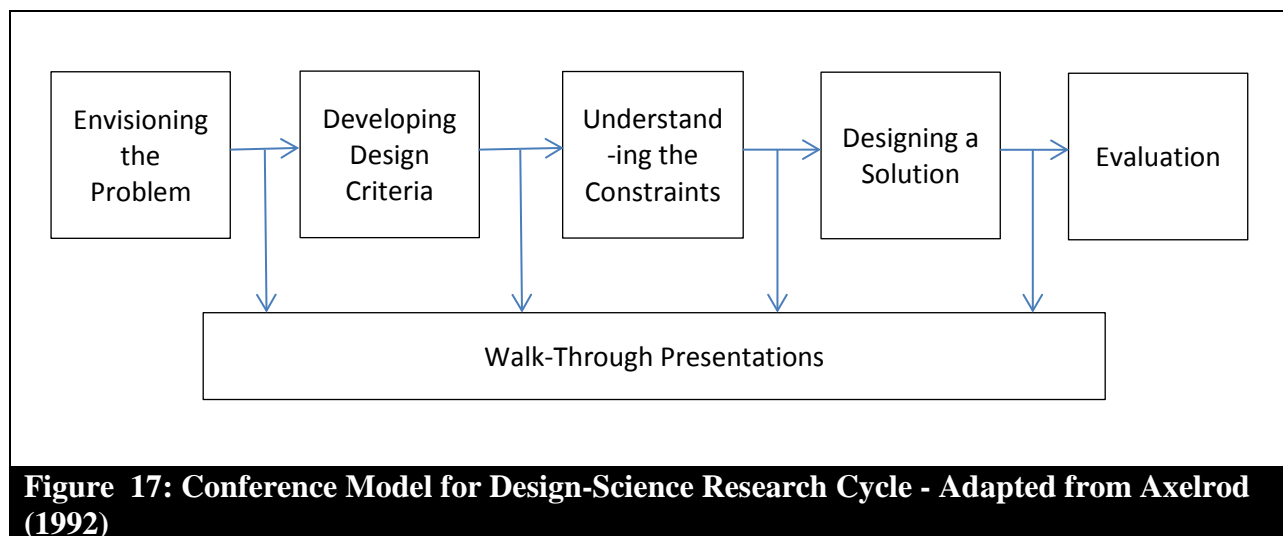 Envisioning
the
Problem
Developing
Design
Criteria
Understand
-ing the
Constraints
Designing a
Solution
Evaluation
Walk-Through Presentations
Figure 17: Conference Model for Design-Science Research Cycle - Adapted from Axelrod
(1992)